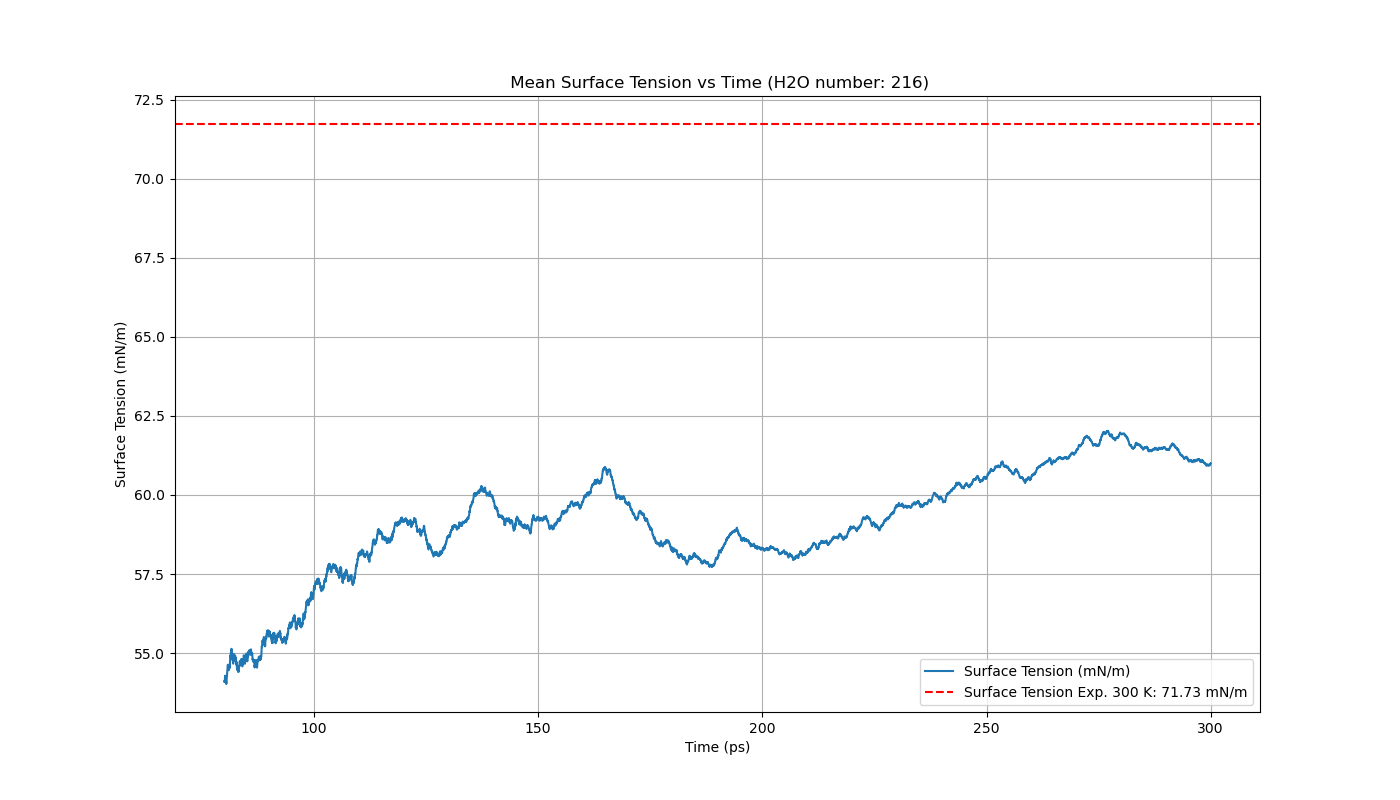 Mean Surface Tension vs Time (H2O number: 216)
72.5
70.0
67.5
65.0
62.5
60.0
57.5
55.0
Surface Tension (mN/m)
Surface Tension (mN/m)
Surface Tension Exp. 300 K: 71.73 mN/m
100
150
200
250
300
Time (ps)